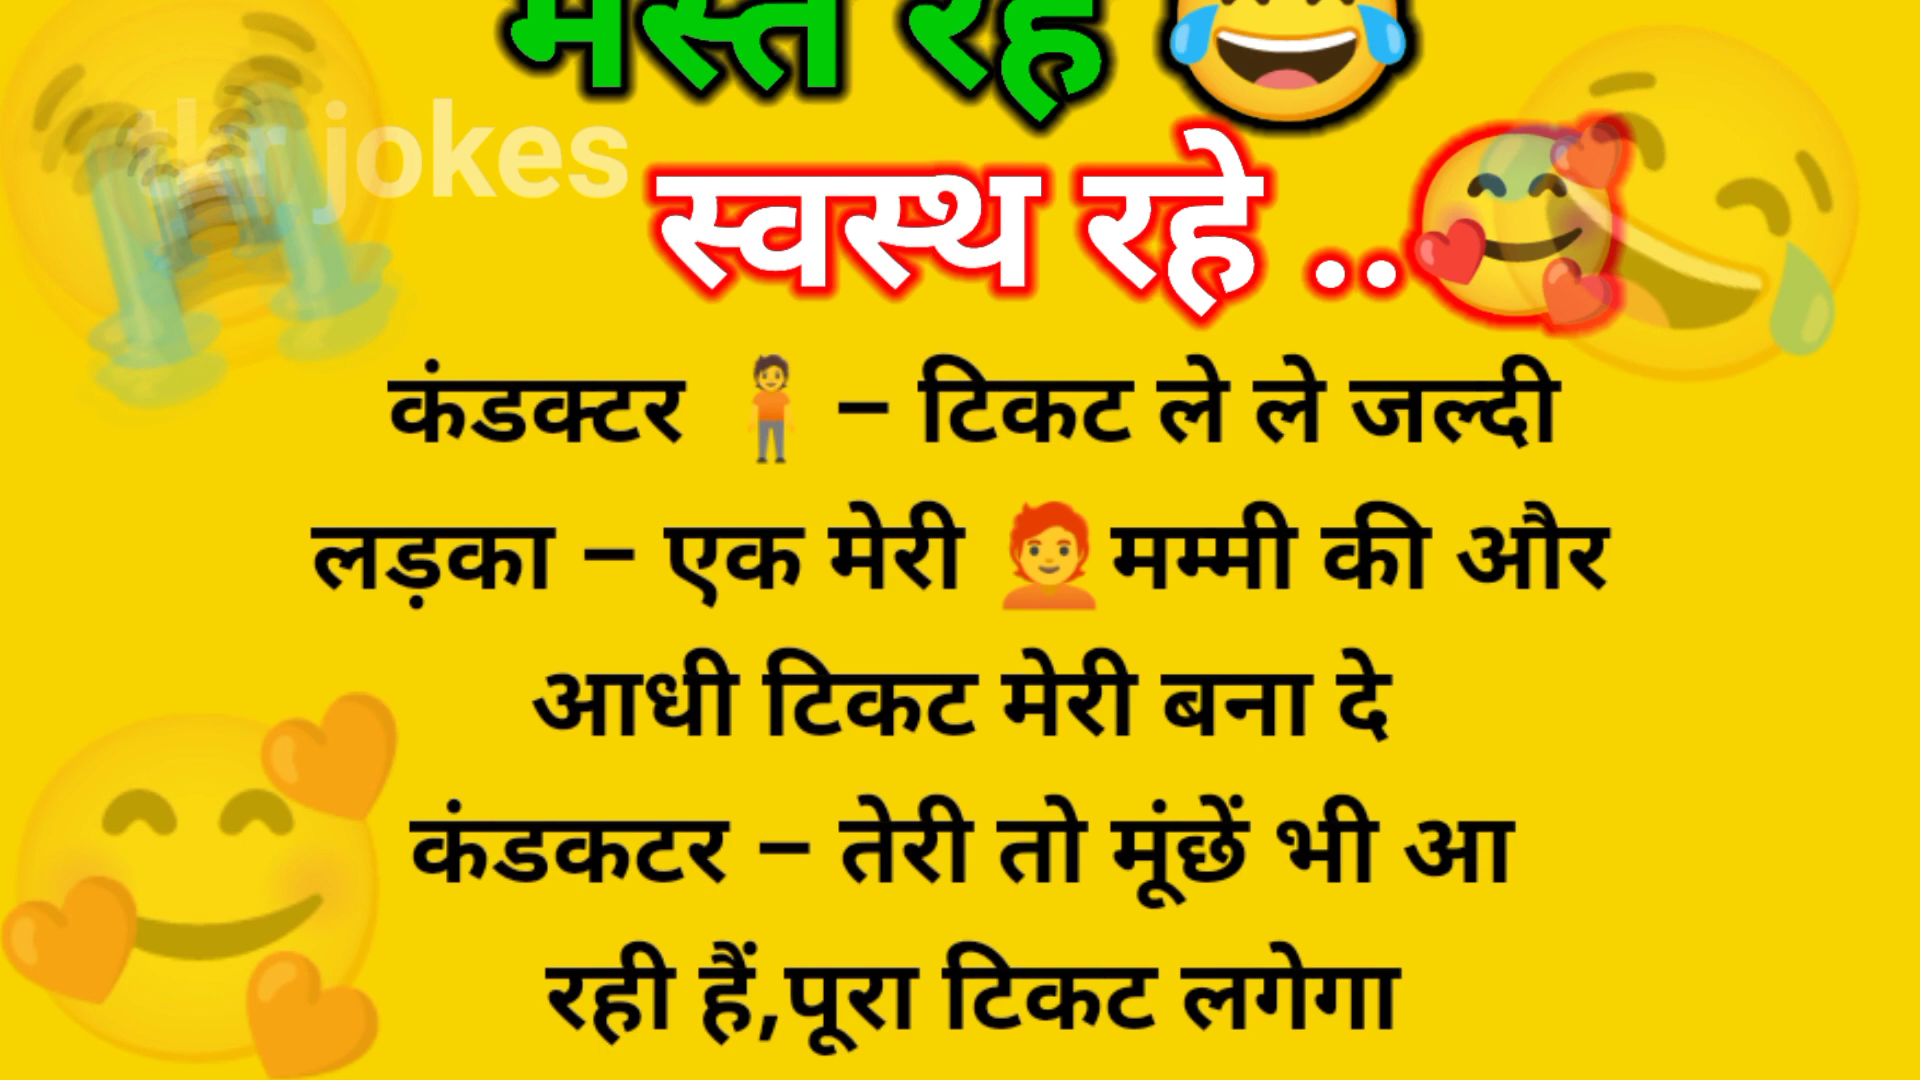 मस्त रहे 😂
thr jokes
स्वस्थ रहे ..🥰
कंडक्टर 🧍 – टिकट ले ले जल्दी
लड़का – एक मेरी 👨‍🦰 मम्मी की और
आधी टिकट मेरी बना दे
कंडकटर – तेरी तो मूंछें भी आ
रही हैं,पूरा टिकट लगेगा